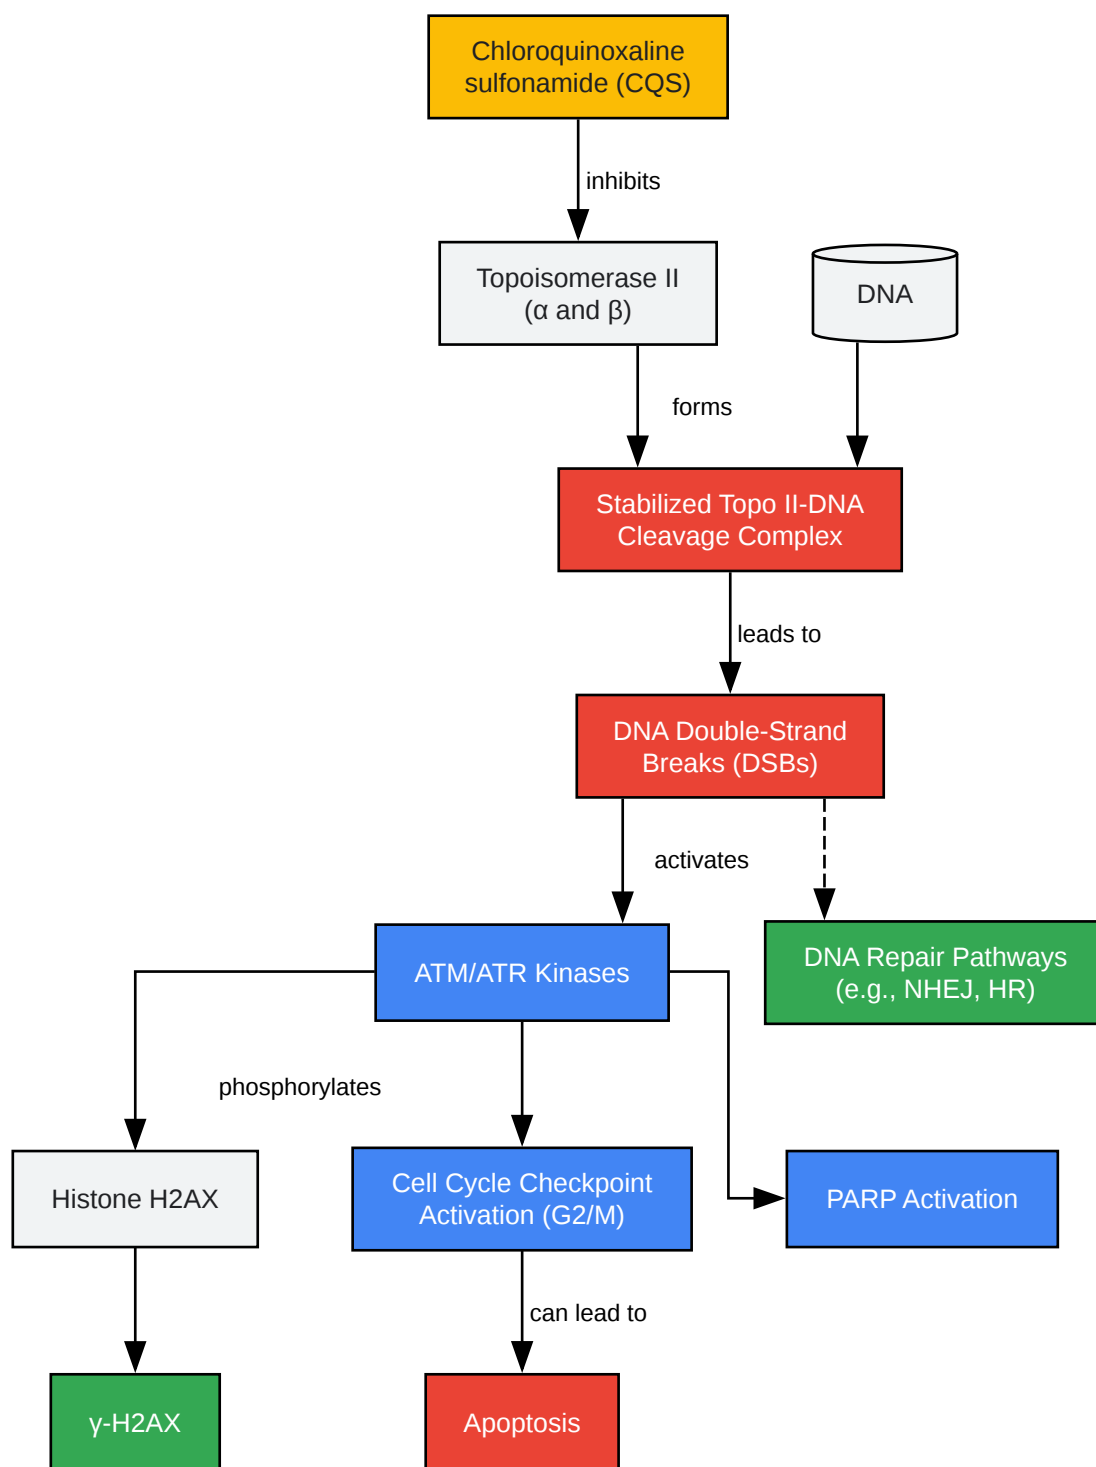 Chloroquinoxaline
sulfonamide (CQS)
inhibits
Topoisomerase II
(α and β)
DNA
forms
Stabilized Topo II-DNA
Cleavage Complex
leads to
DNA Double-Strand
Breaks (DSBs)
activates
ATM/ATR Kinases
DNA Repair Pathways
(e.g., NHEJ, HR)
phosphorylates
Histone H2AX
Cell Cycle Checkpoint
Activation (G2/M)
PARP Activation
can lead to
γ-H2AX
Apoptosis